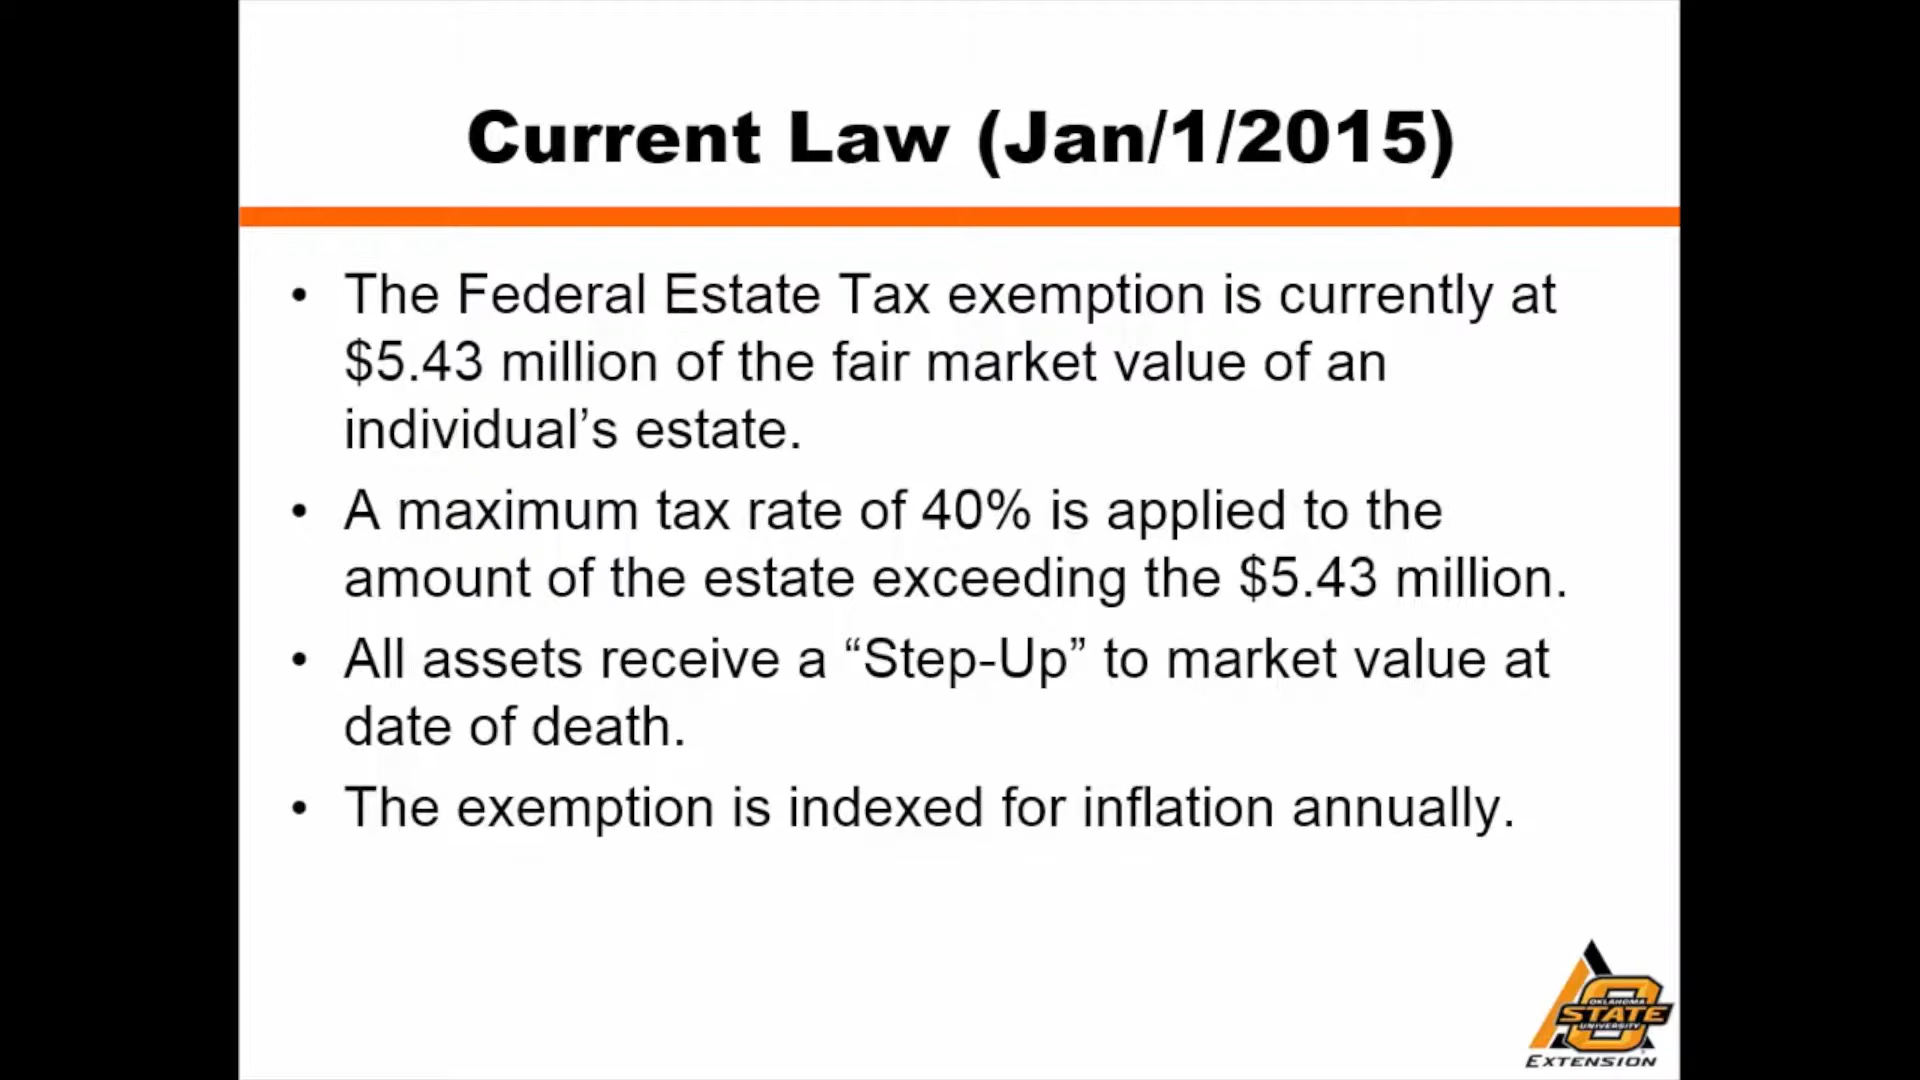 Current Law (Jan/1/2015)
• The Federal Estate Tax exemption is currently at
$5.43 million of the fair market value of an
individual’s estate.
• A maximum tax rate of 40% is applied to the
amount of the estate exceeding the $5.43 million.
• All assets receive a “Step-Up” to market value at
date of death.
• The exemption is indexed for inflation annually.
OKLAHOMA
STATE
UNIVERSITY
EXTENSION